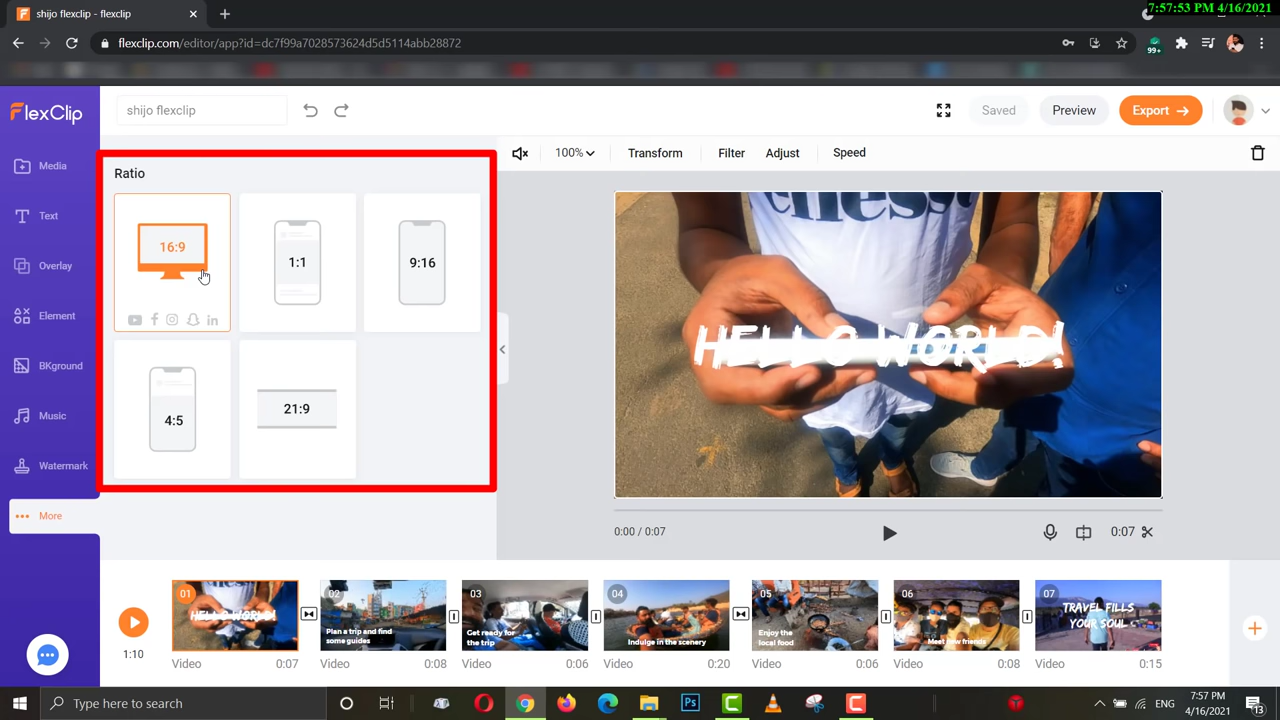 7:57:53 PM 4/16/2021
shijo flexclip - flexclip
flexclip.com/editor/app?id=dc7f99a7028573624d5d5114abb28872
99+
FlexClip
shijo flexclip
Saved
Preview
Export
Media
Text
Overlay
Element
BKground
Music
Watermark
More
Ratio
16:9
1:1
9:16
4:5
21:9
100%
Transform
Filter
Adjust
Speed
HELLO WORLD!
0:00 / 0:07
0:07
1:10
01
HELLO WORLD!
Video
0:07
02
Plan a trip and find
some guides
Video
0:08
03
Get ready for
the trip
Video
0:06
04
Indulge in the scenery
Video
0:20
05
Enjoy the
local food
Video
0:06
06
Meet new friends
Video
0:08
07
TRAVEL FILLS
YOUR SOUL
Video
0:15
Type here to search
Ps
ENG
7:57 PM
4/16/2021
13